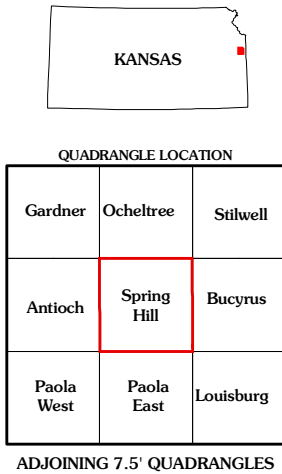 KANSAS
QUADRANGLE LOCATION
Gardner Ocheltree Stilwell
Antioch Spring Hill Bucyrus
Paola West Paola East Louisburg
ADJOINING 7.5' QUADRANGLES